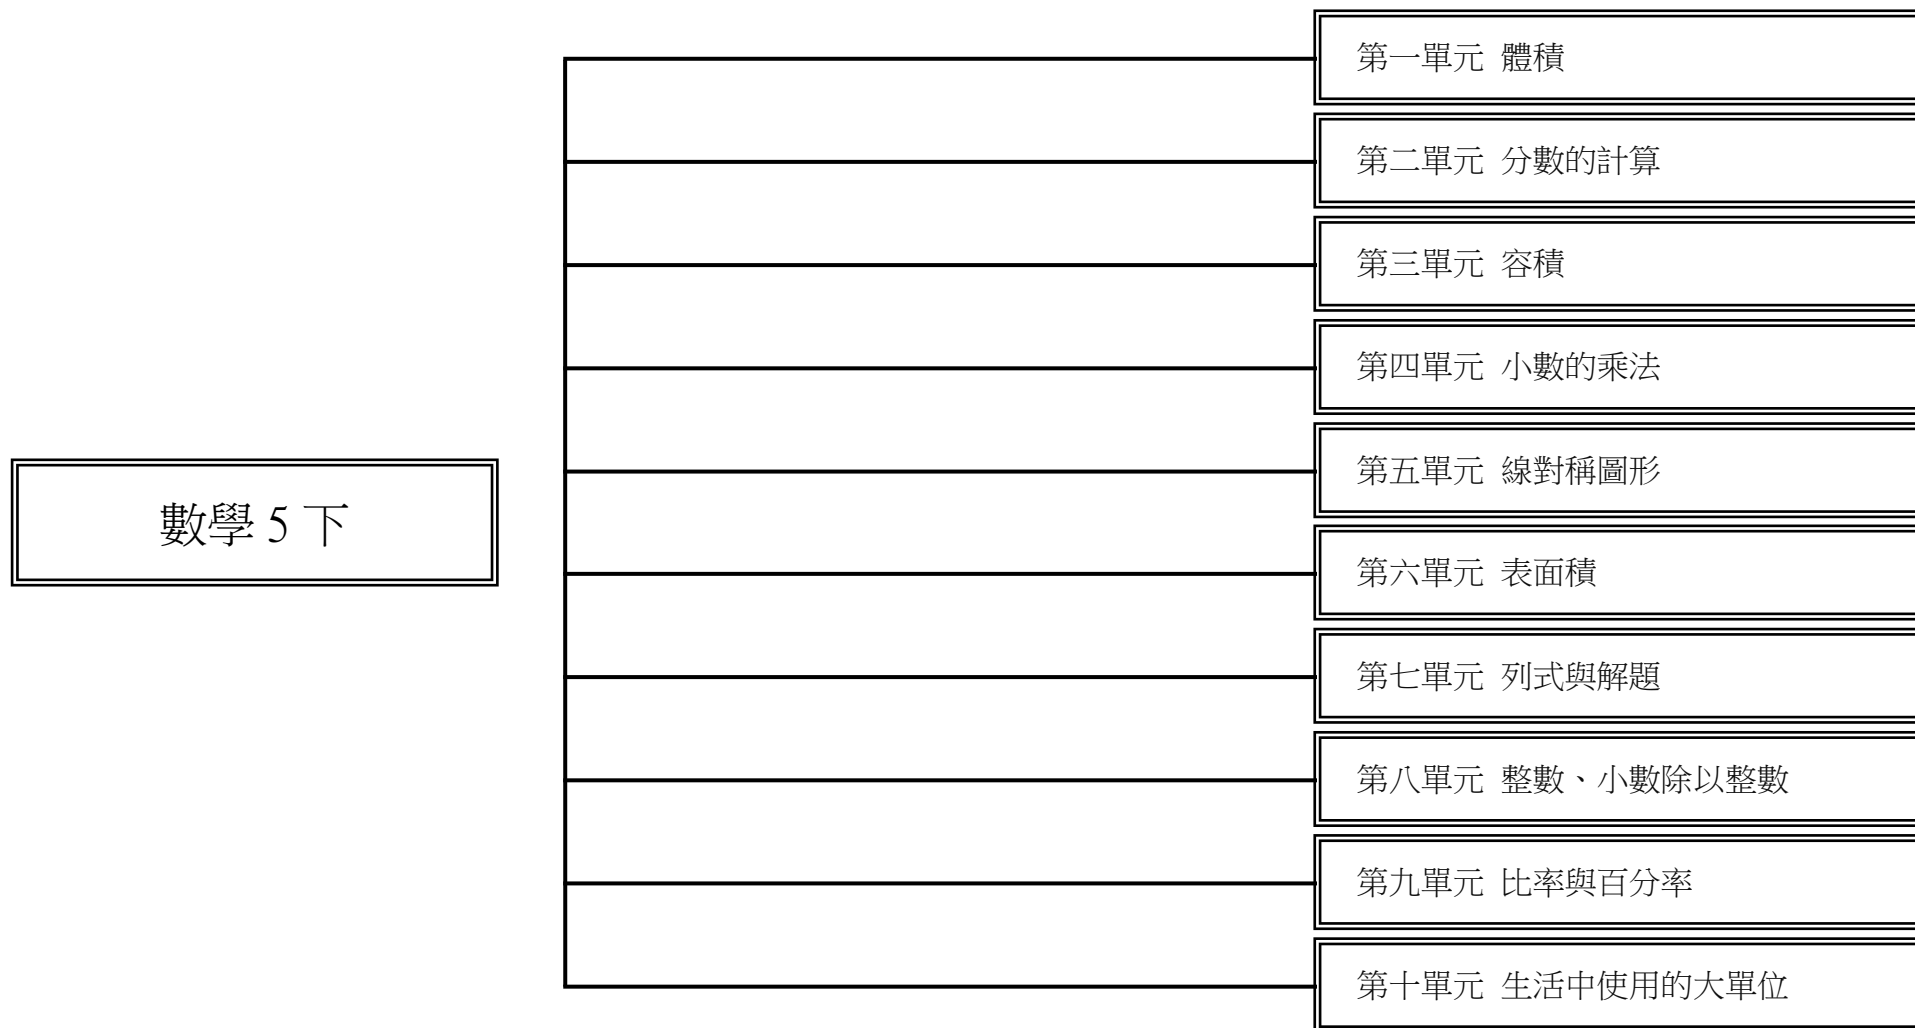 第一單元 體積
第二單元 分數的計算
第三單元 容積
第四單元 小數的乘法
第五單元 線對稱圖形
數學 5 下
第六單元 表面積
第七單元 列式與解題
第八單元 整數、小數除以整數
第九單元 比率與百分率
第十單元 生活中使用的大單位